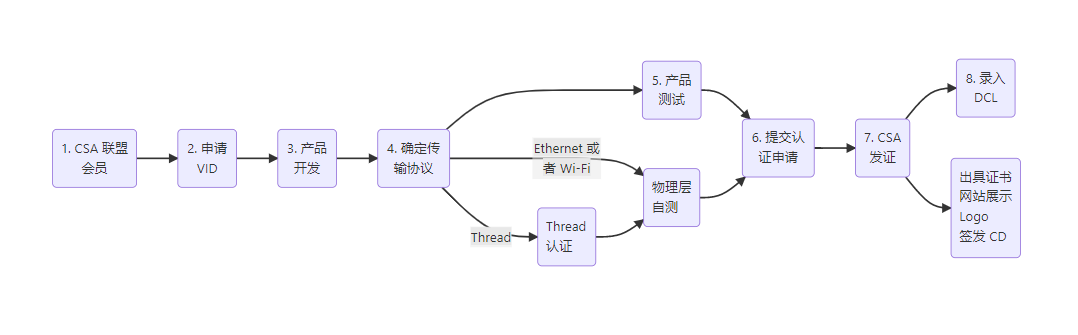 1. CSA 联盟
会员
2. 申请
VID
3. 产品
开发
4. 确定传
输协议
5. 产品
测试
Ethernet 或
者 Wi-Fi
Thread
Thread
认证
物理层
自测
6. 提交认
证申请
7. CSA
发证
8. 录入
DCL
出具证书
网站展示
Logo
签发 CD